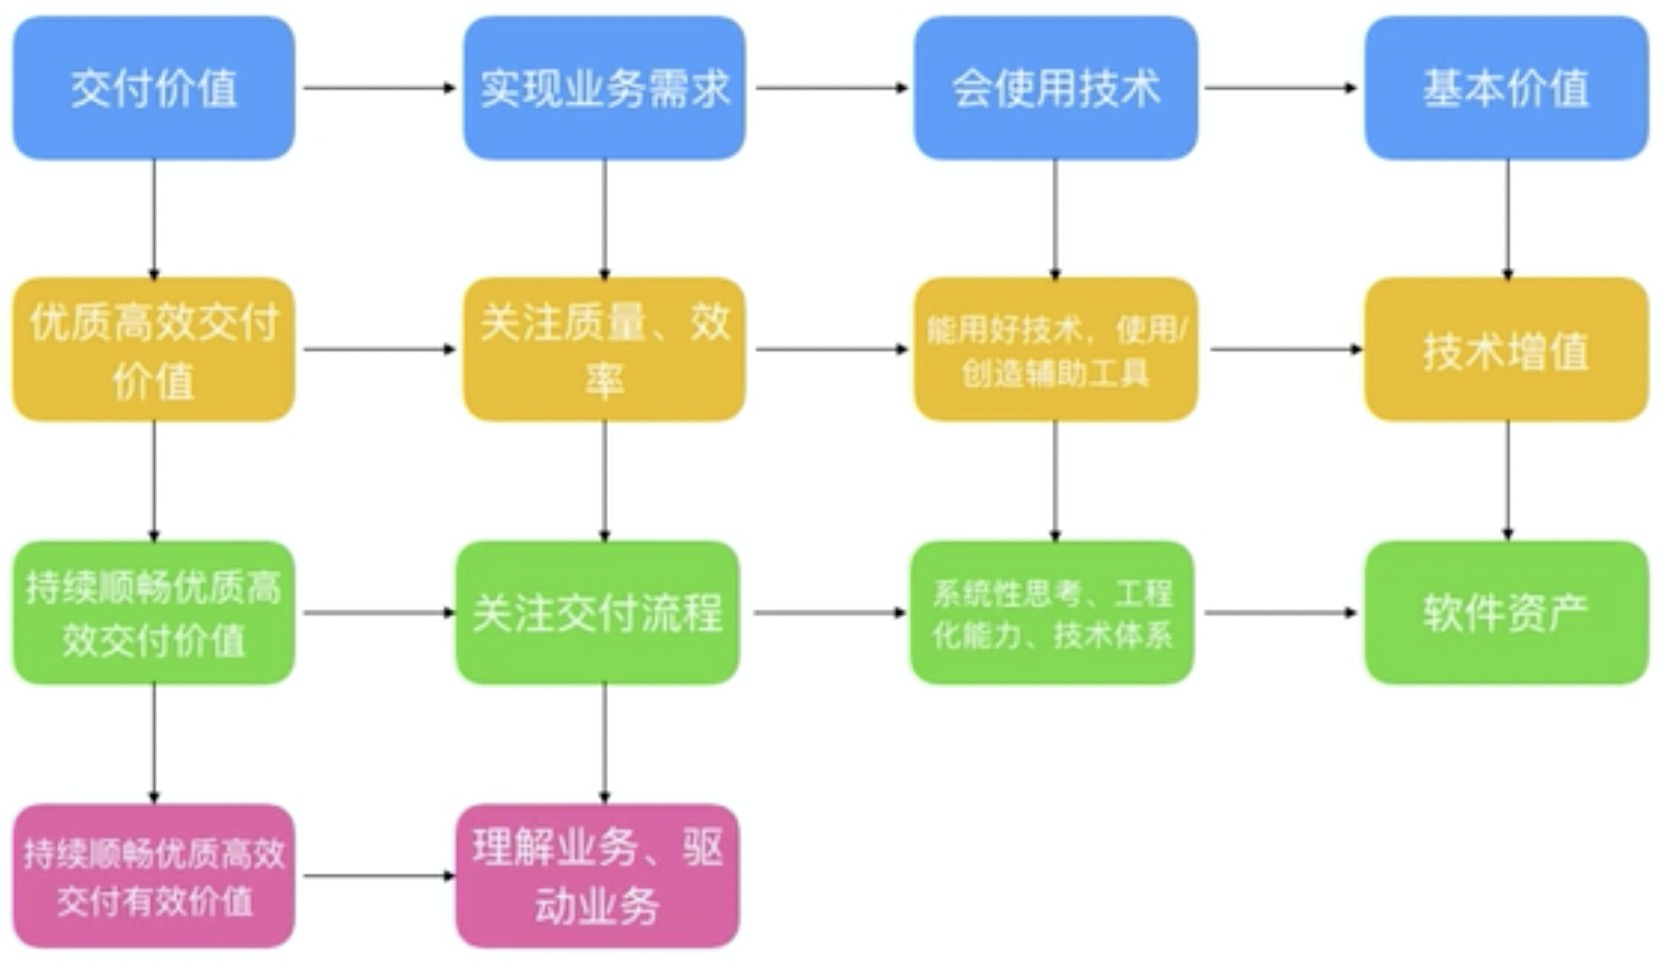 交付价值
实现业务需求
会使用技术
基本价值
优质高效交付
价值
关注质量、效
率
能用好技术，使用/
创造辅助工具
技术增值
持续顺畅优质高
效交付价值
关注交付流程
系统性思考、工程
化能力、技术体系
软件资产
持续顺畅优质高效
交付有效价值
理解业务、驱
动业务